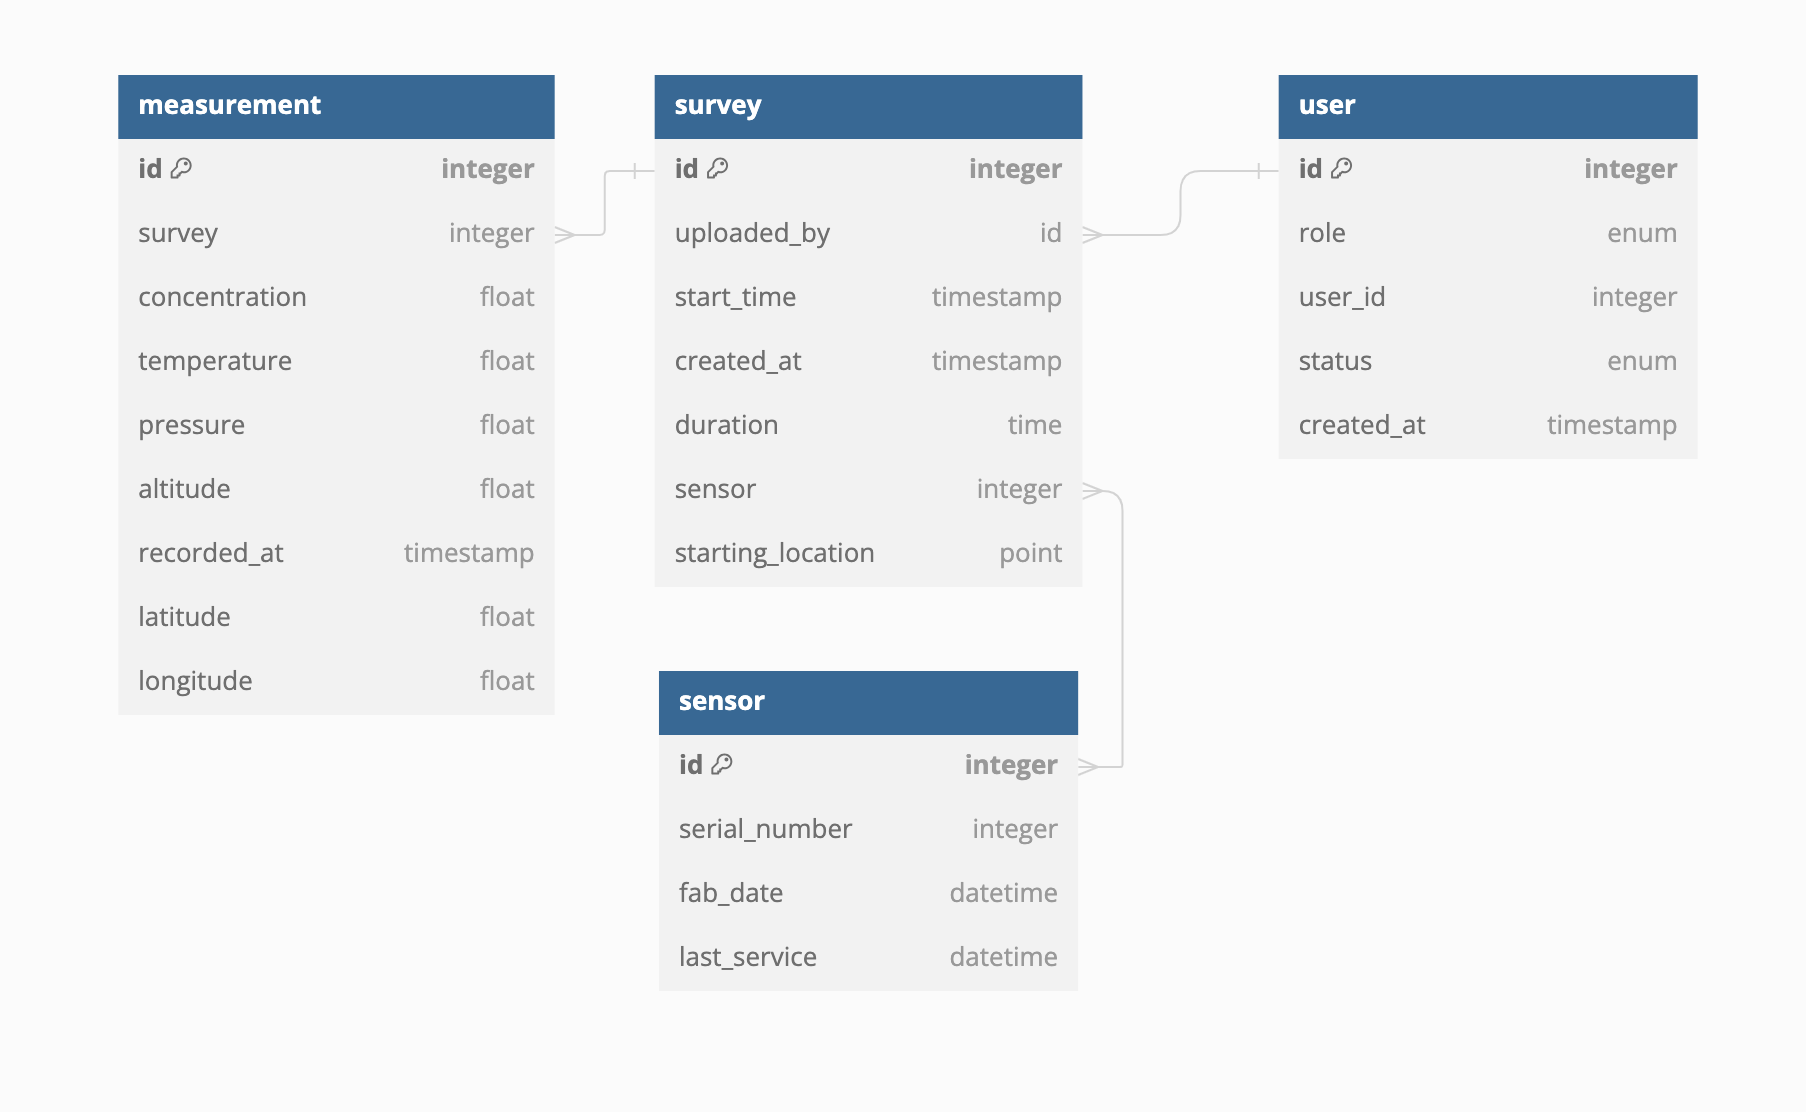 measurement
id integer
survey integer
concentration float
temperature float
pressure float
altitude float
recorded_at timestamp
latitude float
longitude float
survey
id integer
uploaded_by id
start_time timestamp
created_at timestamp
duration time
sensor integer
starting_location point
user
id integer
role enum
user_id integer
status enum
created_at timestamp
sensor
id integer
serial_number integer
fab_date datetime
last_service datetime